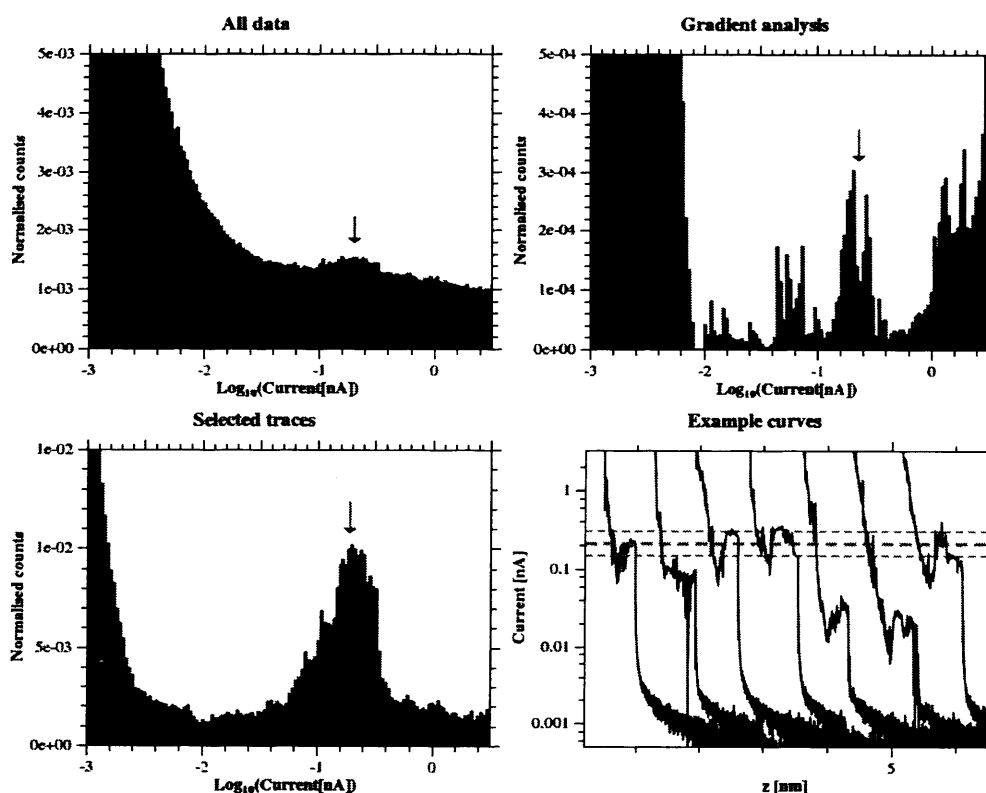 All data
5e-03
4e-03
3e-03
2e-03
1e-03
0e+00
Normalised counts
-3
-2
-1
0
Log₁₀(Current[nA])
Gradient analysis
5e-04
4e-04
3e-04
2e-04
1e-04
0e+00
Normalised counts
-3
-2
-1
0
Log₁₀(Current[nA])
Selected traces
1e-02
1e-02
5e-03
0e+00
Normalised counts
-3
-2
-1
0
Log₁₀(Current[nA])
Example curves
1
0.1
0.01
0.001
Current [nA]
5
z [nm]